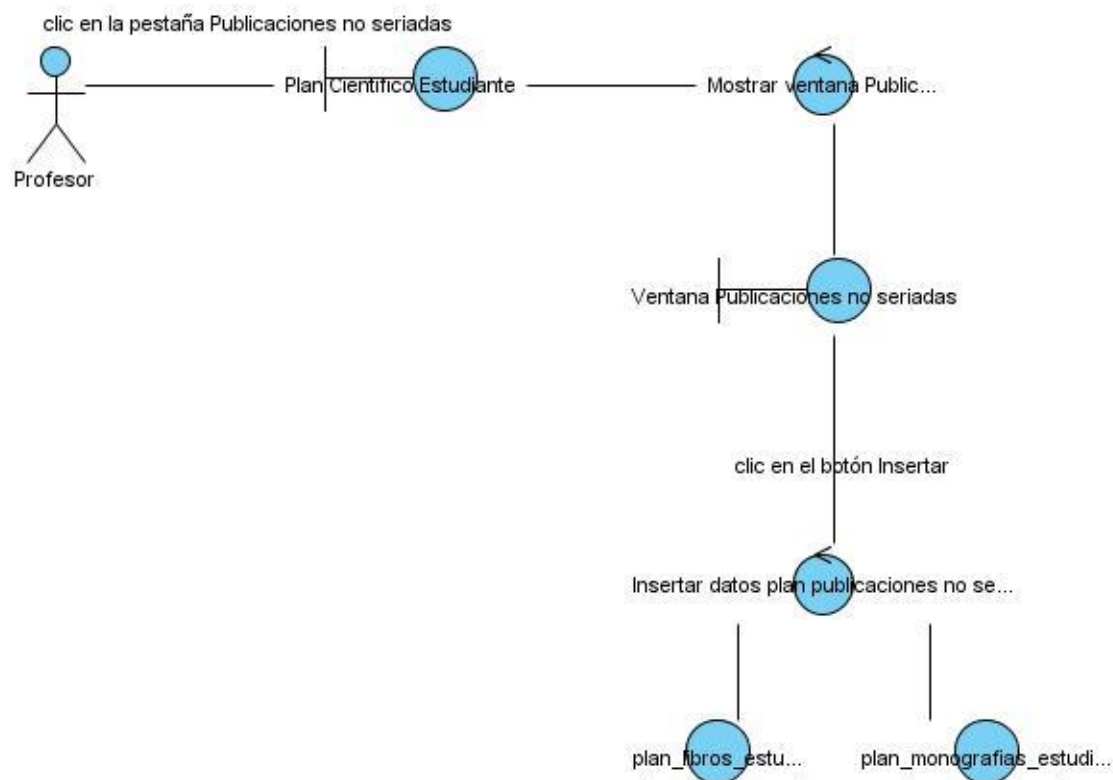 clic en la pestaña Publicaciones no seriadas
Plan Científico Estudiante
Mostrar ventana Public...
Profesor
Ventana Publicaciones no seriadas
clic en el botón Insertar
Insertar datos plan publicaciones no se...
plan_libros_estu...
plan_monografias_estudi...